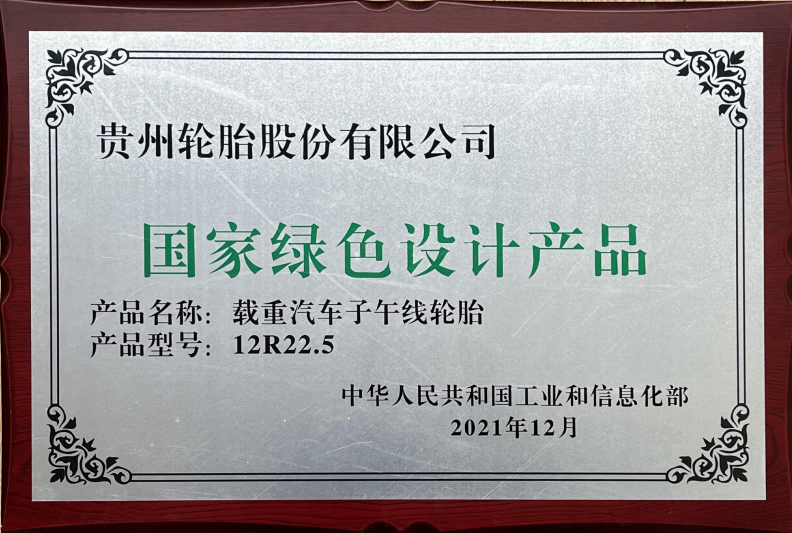 贵州轮胎股份有限公司
国家绿色设计产品
产品名称：载重汽车子午线轮胎
产品型号：12R22.5
中华人民共和国工业和信息化部
2021年12月